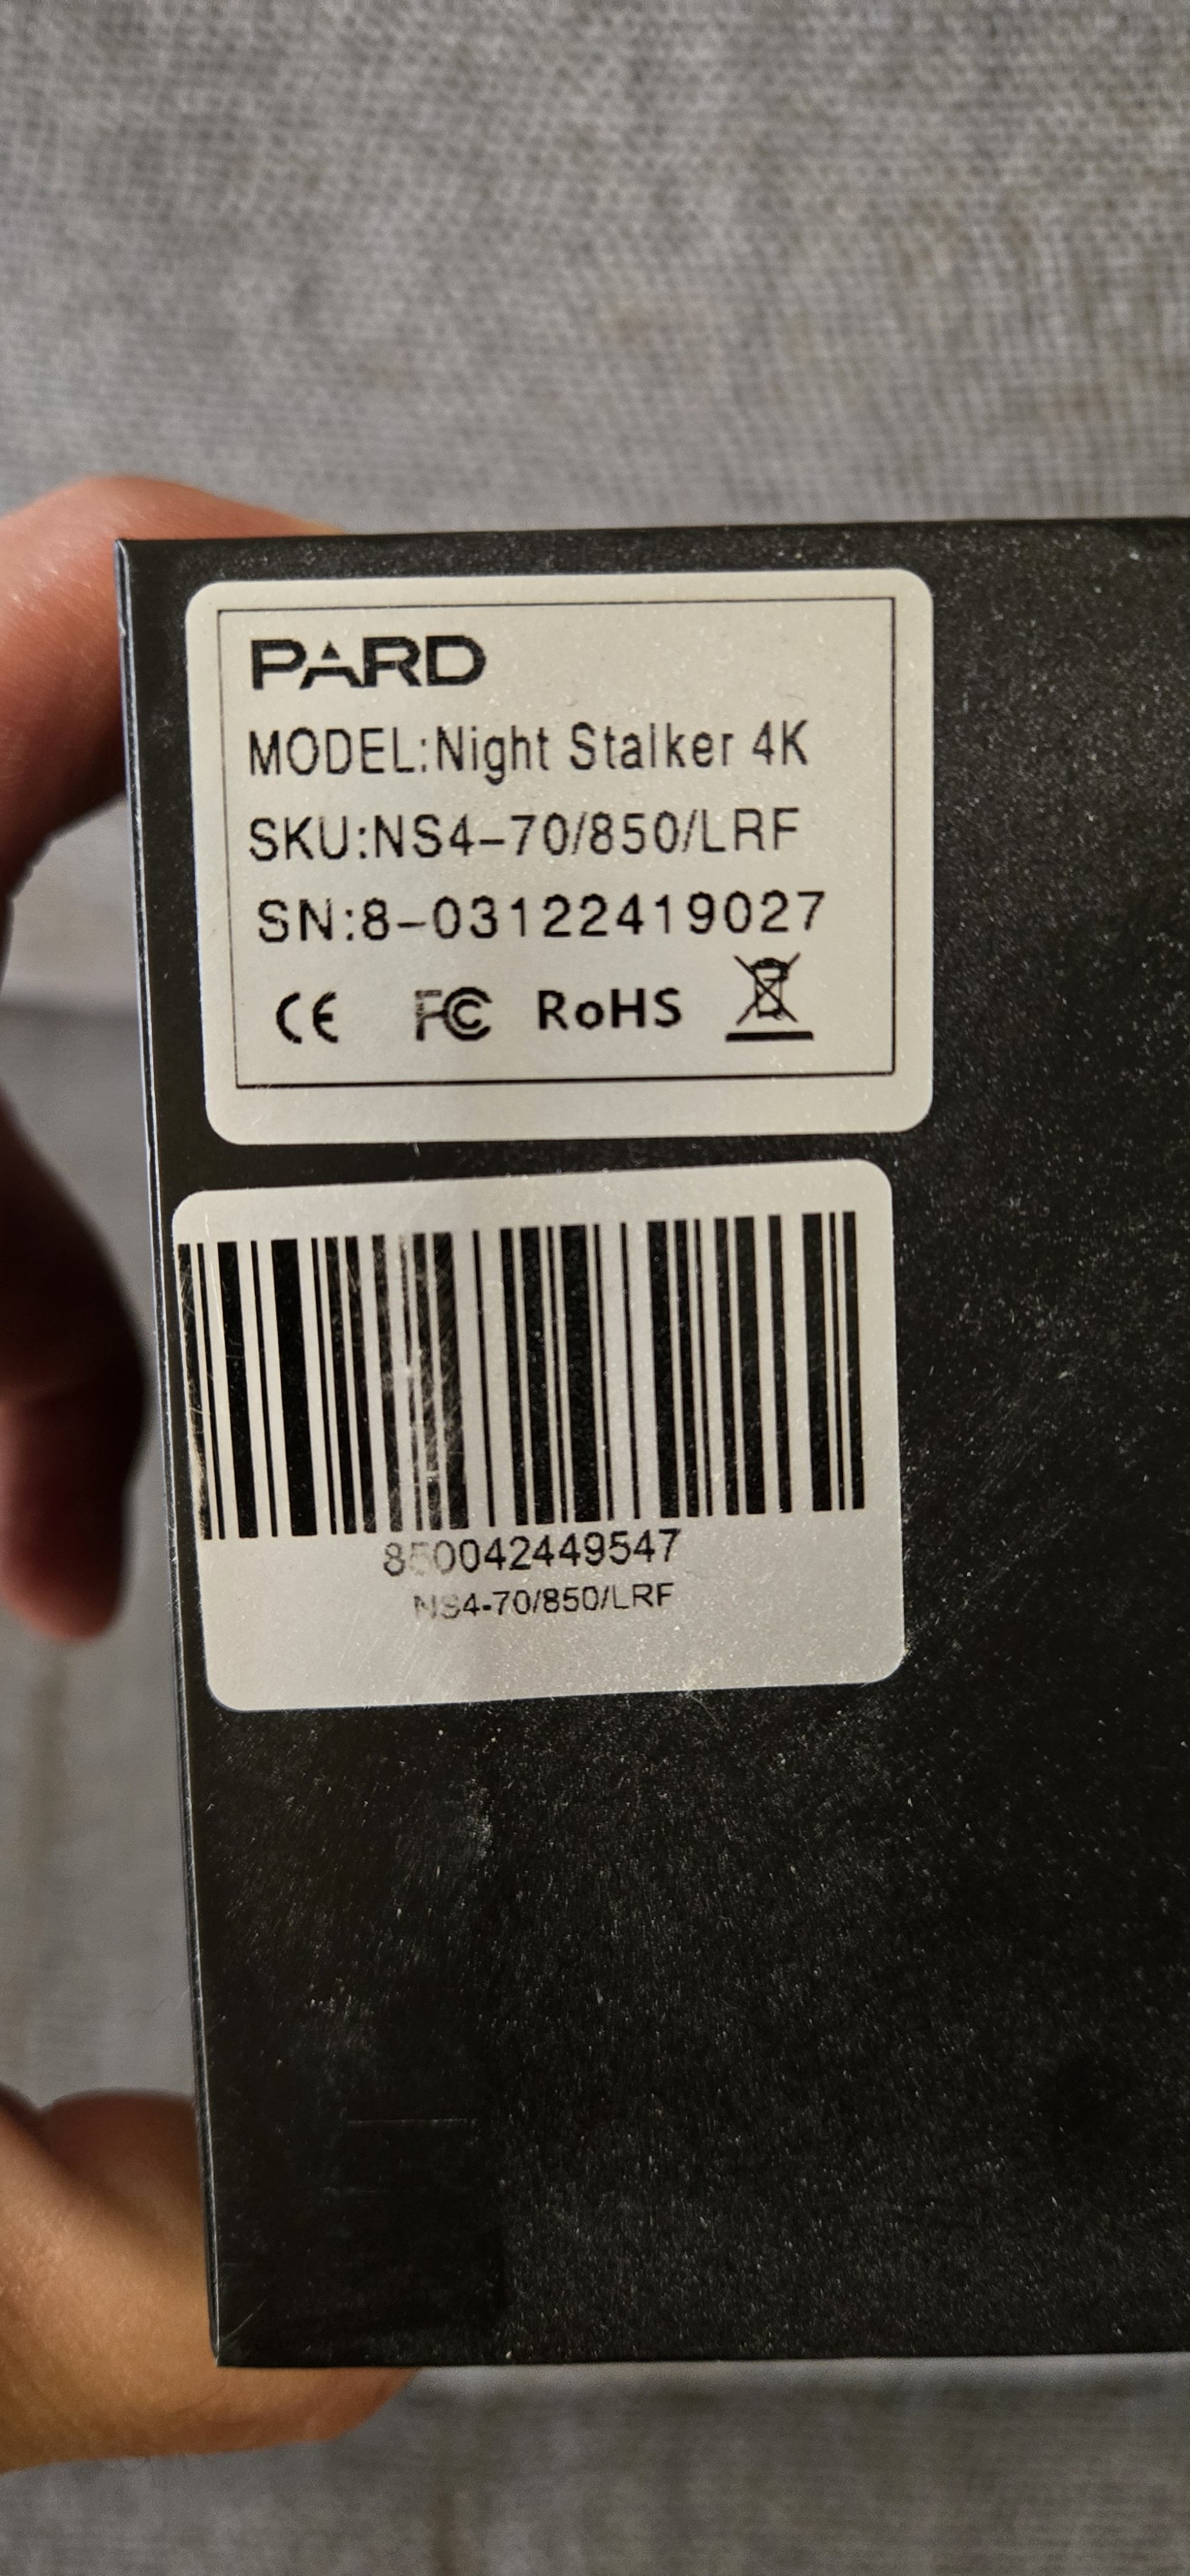 PARD
MODEL:Night Stalker 4K
SKU:NS4-70/850/LRF
SN:8-03122419027
CE FC RoHS
850042449547
NS4-70/850/LRF